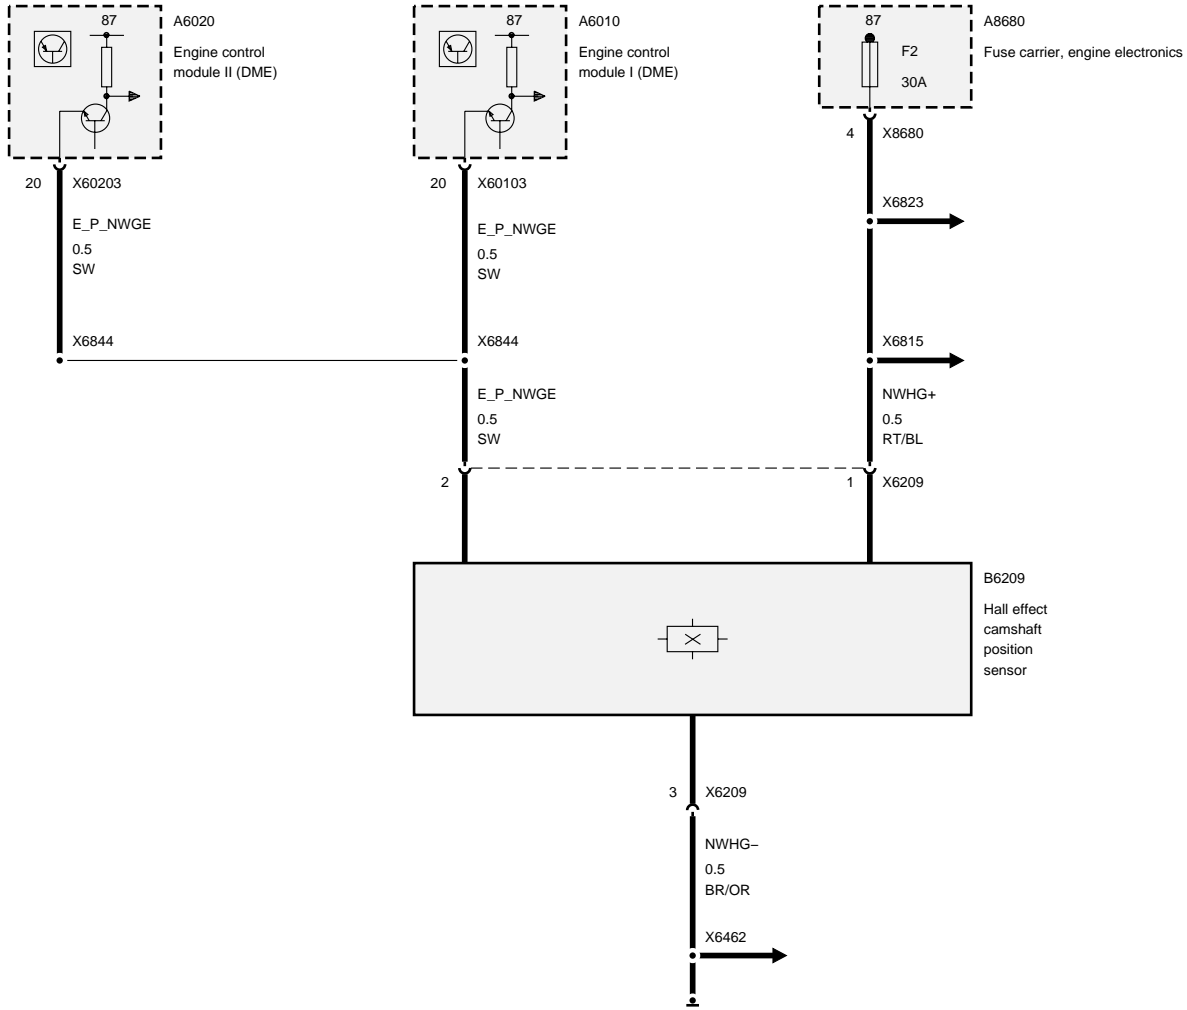 87
A6020
Engine control
module II (DME)
87
A6010
Engine control
module I (DME)
87
F2
30A
A8680
Fuse carrier, engine electronics
20
X60203
20
X60103
4
X8680
E_P_NWGE
0.5
SW
E_P_NWGE
0.5
SW
X6823
X6844
X6844
X6815
E_P_NWGE
0.5
SW
NWHG+
0.5
RT/BL
2
1
X6209
B6209
Hall effect
camshaft
position
sensor
3
X6209
NWHG–
0.5
BR/OR
X6462